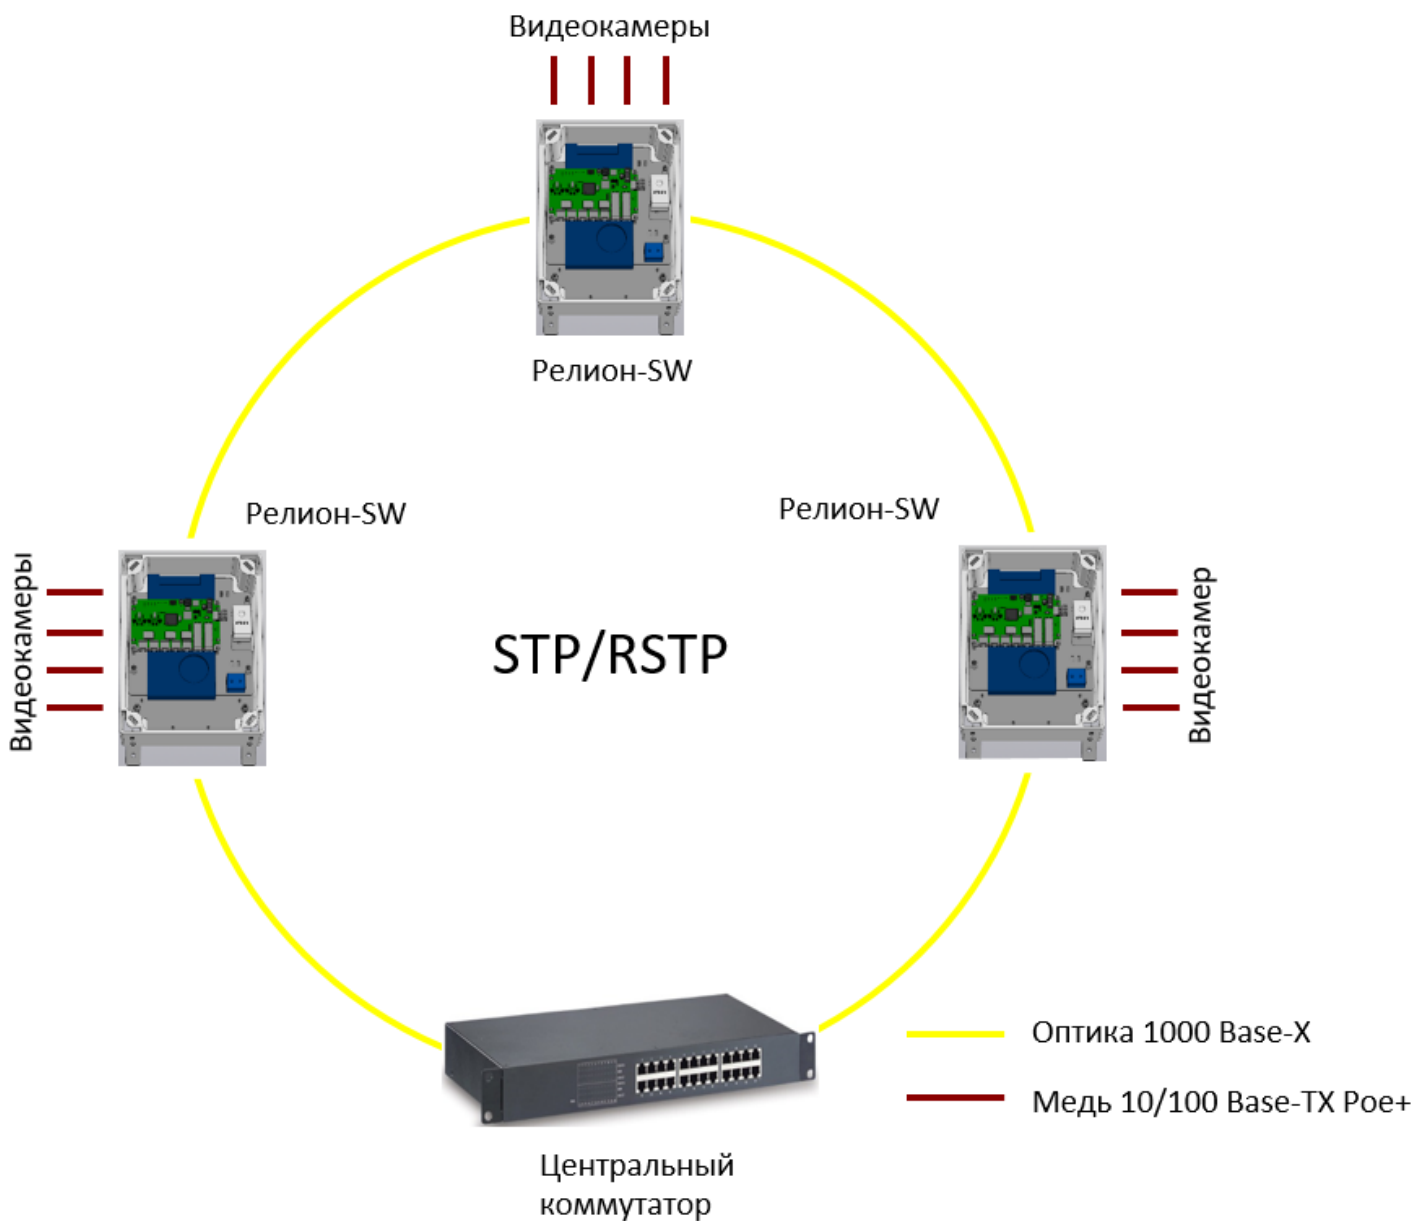 Видеокамеры
Релион-SW
Релион-SW
Релион-SW
Видеокамеры
STP/RSTP
Видеокамер
Оптика 1000 Base-X
Медь 10/100 Base-TX Poe+
Центральный
коммутатор